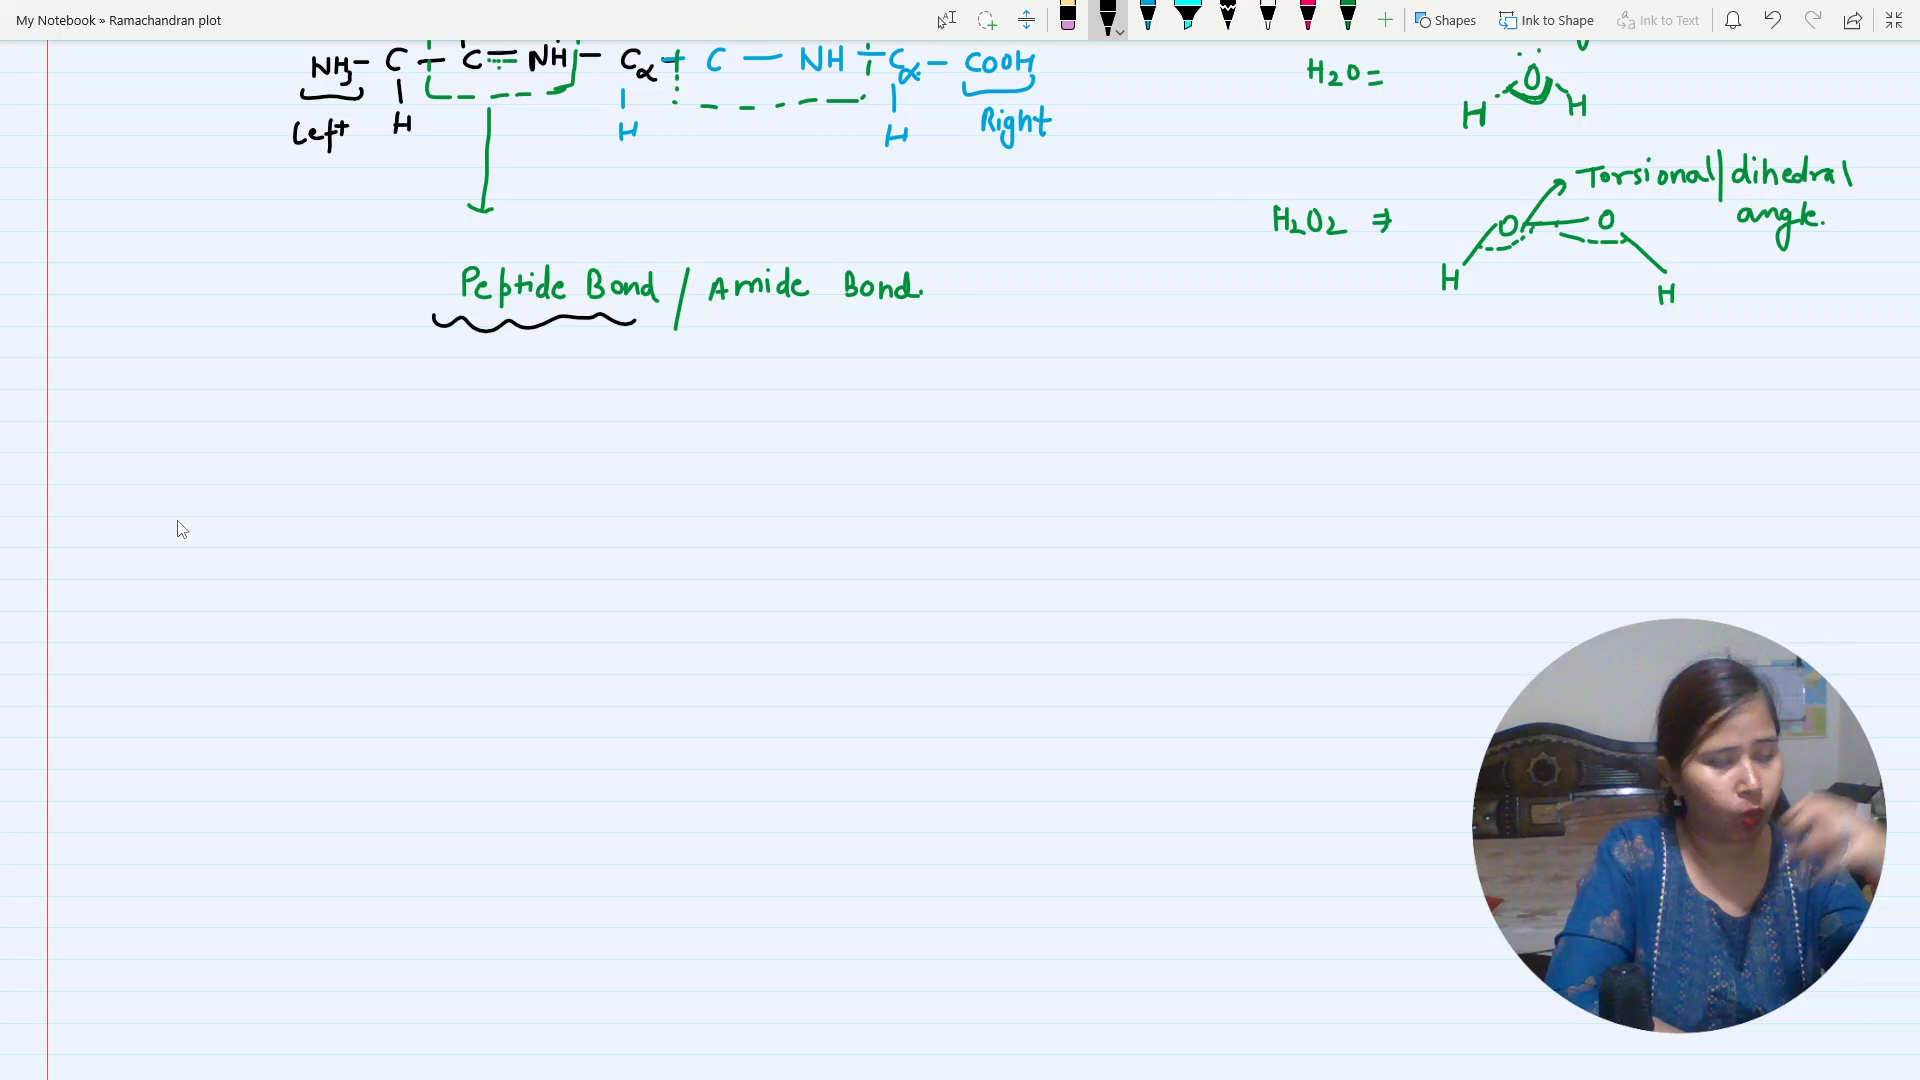 My Notebook » Ramachandran plot
Shapes
Ink to Shape
Ink to Text
NH3 - C - C = NH - Cα + C - NH + Cα - COOH
H
H
H
Left
Right
H2O =
O
H
H
H2O2 ⇒
O
O
H
H
Torsional/dihedral
angle.
Peptide Bond / Amide Bond.